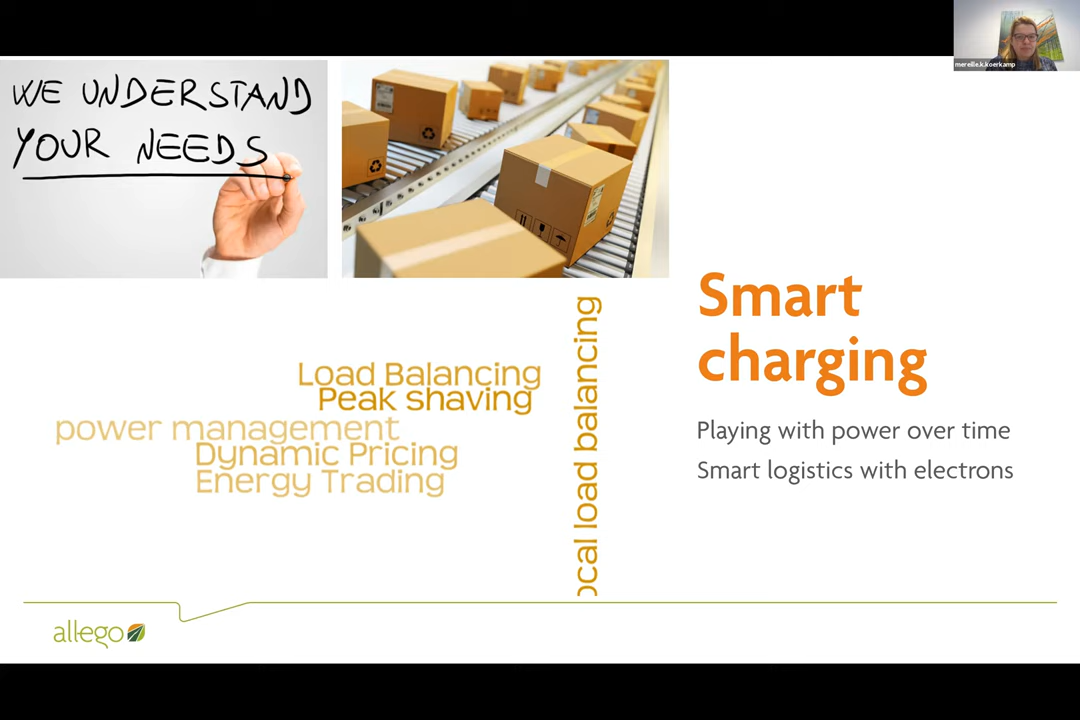 mereille.k.koerkamp
WE UNDERSTAND
YOUR NEEDS
Smart
charging
Playing with power over time
Smart logistics with electrons
Load Balancing
Peak shaving
power management
Dynamic Pricing
Energy Trading
ocal load balancing
allego